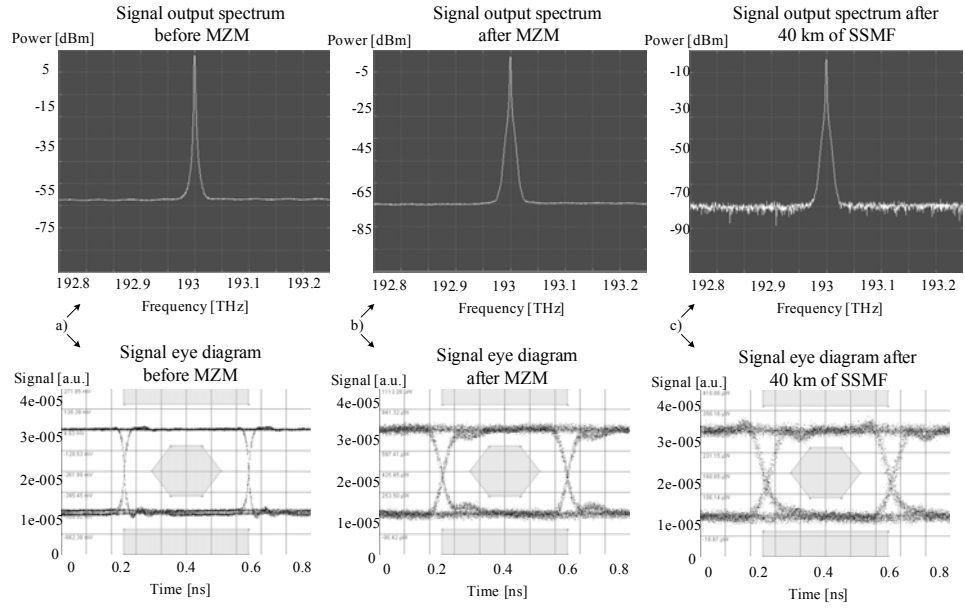 Signal output spectrum
before MZM
Power [dBm]
5
-15
-35
-55
-75
192.8 192.9 193 193.1 193.2
Frequency [THz]
a)
Signal output spectrum
after MZM
Power [dBm]
-5
-25
-45
-65
-85
192.8 192.9 193 193.1 193.2
Frequency [THz]
b)
Signal output spectrum after
40 km of SSMF
Power [dBm]
-10
-30
-50
-70
-90
192.8 192.9 193 193.1 193.2
Frequency [THz]
c)
Signal eye diagram
before MZM
Signal [a.u.]
4e-005
3e-005
2e-005
1e-005
0
0 0.2 0.4 0.6 0.8
Time [ns]
Signal eye diagram
after MZM
Signal [a.u.]
4e-005
3e-005
2e-005
1e-005
0
0 0.2 0.4 0.6 0.8
Time [ns]
Signal eye diagram after
40 km of SSMF
Signal [a.u.]
4e-005
3e-005
2e-005
1e-005
0
0 0.2 0.4 0.6 0.8
Time [ns]